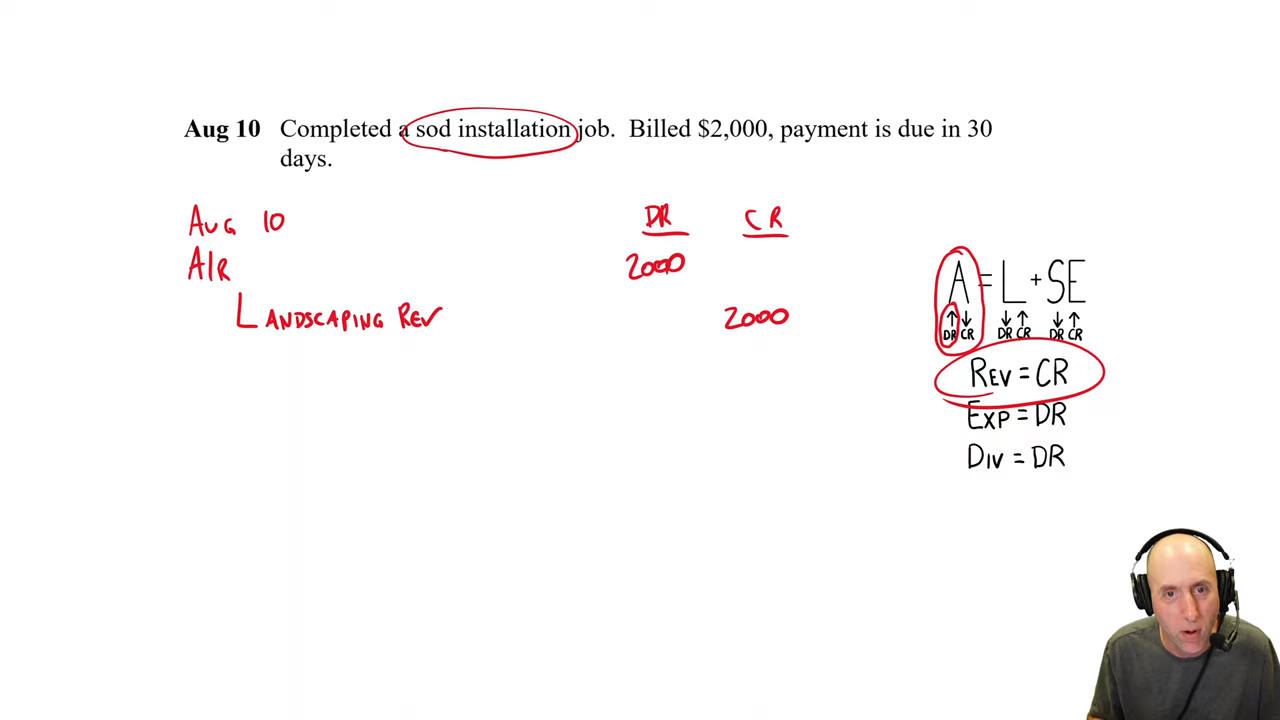 Aug 10 Completed a sod installation job. Billed $2,000, payment is due in 30
days.
AUG 10 DR CR
A/R 2000
LANDSCAPING REV 2000
A = L + SE
↑ ↓ ↓ ↑ ↓ ↑
DR CR DR CR DR CR
REV = CR
EXP = DR
DIV = DR